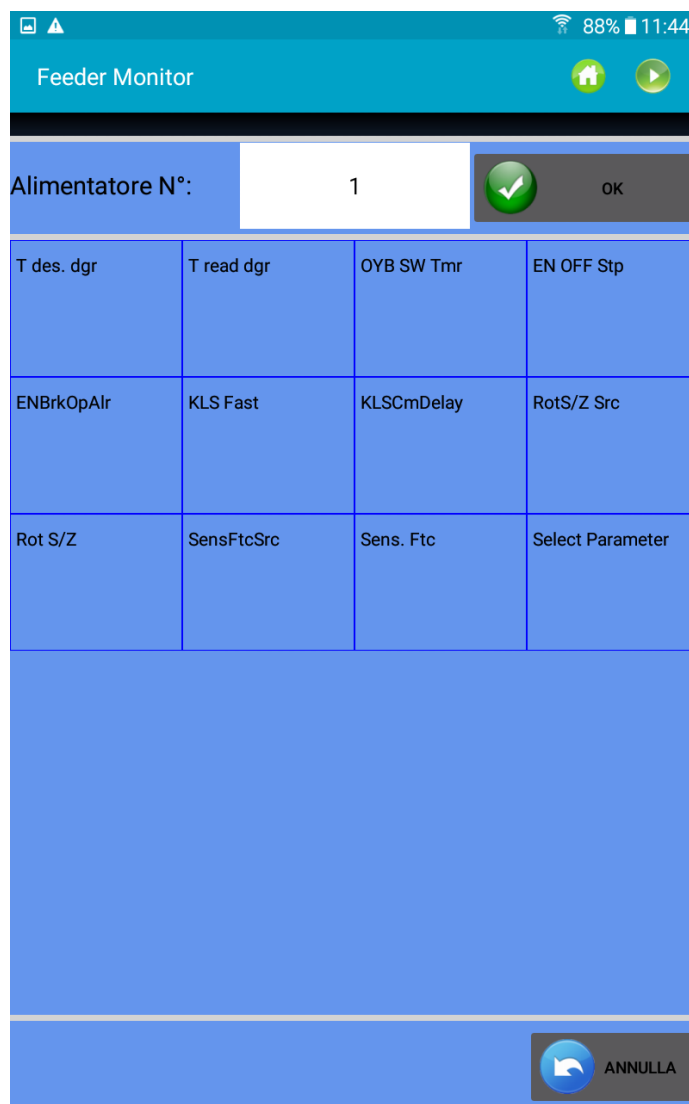 88% 11:44
Feeder Monitor
Alimentatore N°: 1 OK
T des. dgr T read dgr OYB SW Tmr EN OFF Stp
ENBrkOpAlr KLS Fast KLSCmDelay RotS/Z Src
Rot S/Z SensFtcSrc Sens. Ftc Select Parameter
ANNULLA